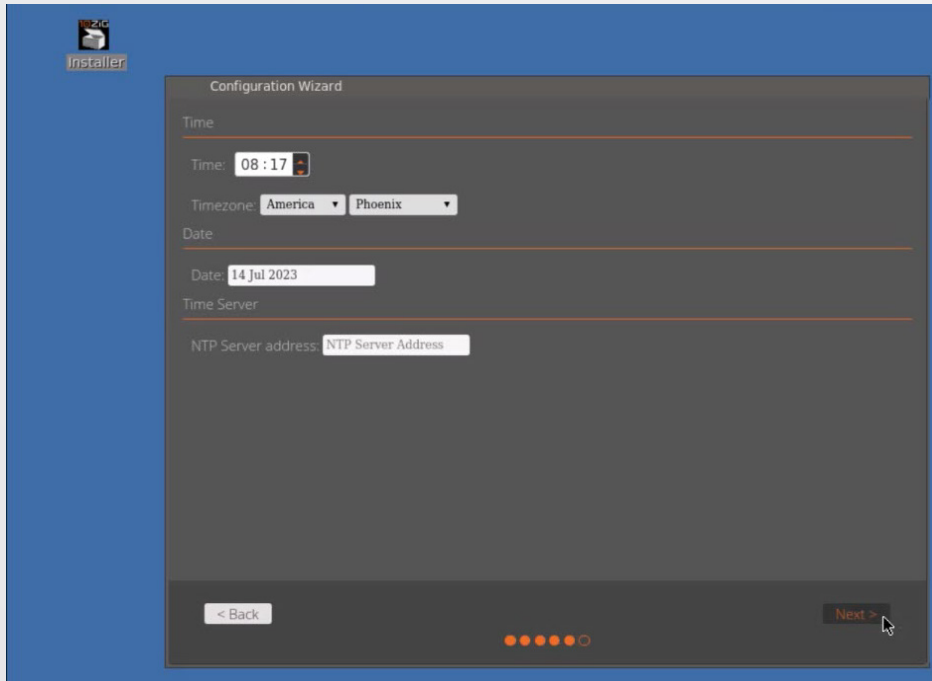 10ZiG
Installer
Configuration Wizard
Time
Time: 08:17
Timezone: America ▼ Phoenix ▼
Date
Date: 14 Jul 2023
Time Server
NTP Server address: NTP Server Address
< Back
Next >